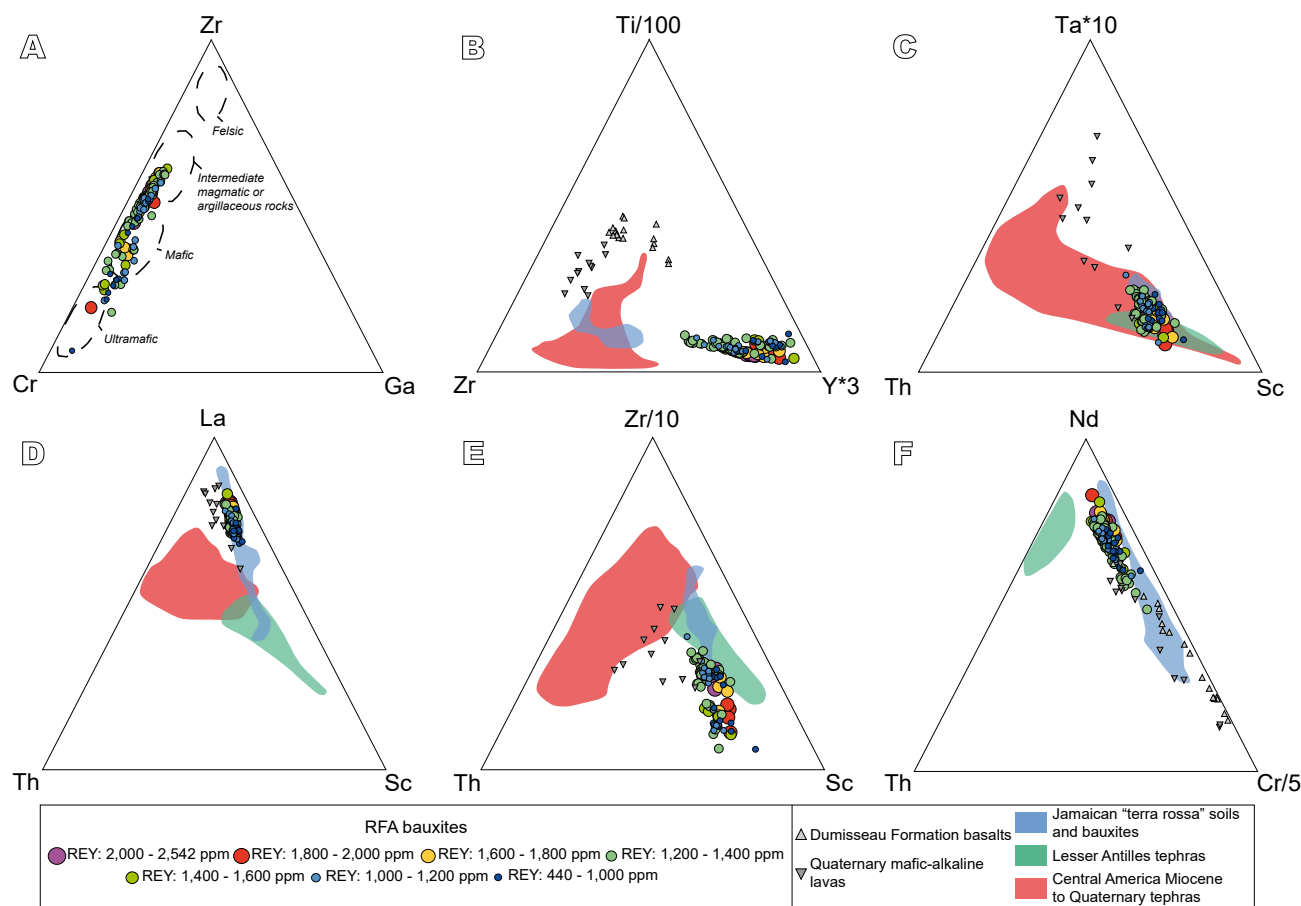 A
Zr
Felsic
Intermediate
magmatic or
argillaceous rocks
Mafic
Ultramafic
Cr
Ga
B
Ti/100
Zr
Y*3
C
Ta*10
Th
Sc
D
La
Th
Sc
E
Zr/10
Th
Sc
F
Nd
Th
Cr/5
RFA bauxites
REY: 2,000 - 2,542 ppm
REY: 1,800 - 2,000 ppm
REY: 1,600 - 1,800 ppm
REY: 1,200 - 1,400 ppm
REY: 1,400 - 1,600 ppm
REY: 1,000 - 1,200 ppm
REY: 440 - 1,000 ppm
Dumisseau Formation basalts
Quaternary mafic-alkaline
lavas
Jamaican “terra rossa” soils
and bauxites
Lesser Antilles tephras
Central America Miocene
to Quaternary tephras